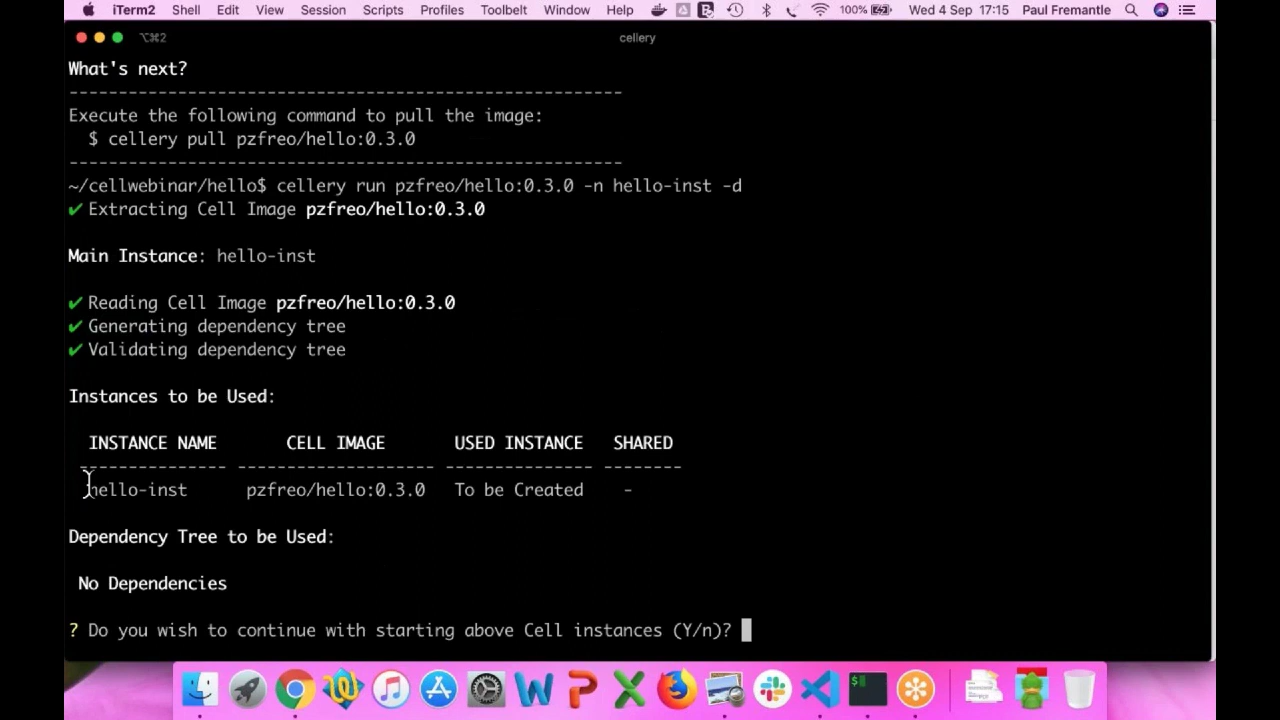 iTerm2 Shell Edit View Session Scripts Profiles Toolbelt Window Help 100% Wed 4 Sep 17:15 Paul Fremantle
⌥⌘2 cellery
What's next?
--------------------------------------------------------
Execute the following command to pull the image:
$ cellery pull pzfreo/hello:0.3.0
--------------------------------------------------------
~/cellwebinar/hello$ cellery run pzfreo/hello:0.3.0 -n hello-inst -d
✔ Extracting Cell Image pzfreo/hello:0.3.0
Main Instance: hello-inst
✔ Reading Cell Image pzfreo/hello:0.3.0
✔ Generating dependency tree
✔ Validating dependency tree
Instances to be Used:
INSTANCE NAME CELL IMAGE USED INSTANCE SHARED
--------------- -------------------- --------------- --------
hello-inst pzfreo/hello:0.3.0 To be Created -
Dependency Tree to be Used:
No Dependencies
? Do you wish to continue with starting above Cell instances (Y/n)?